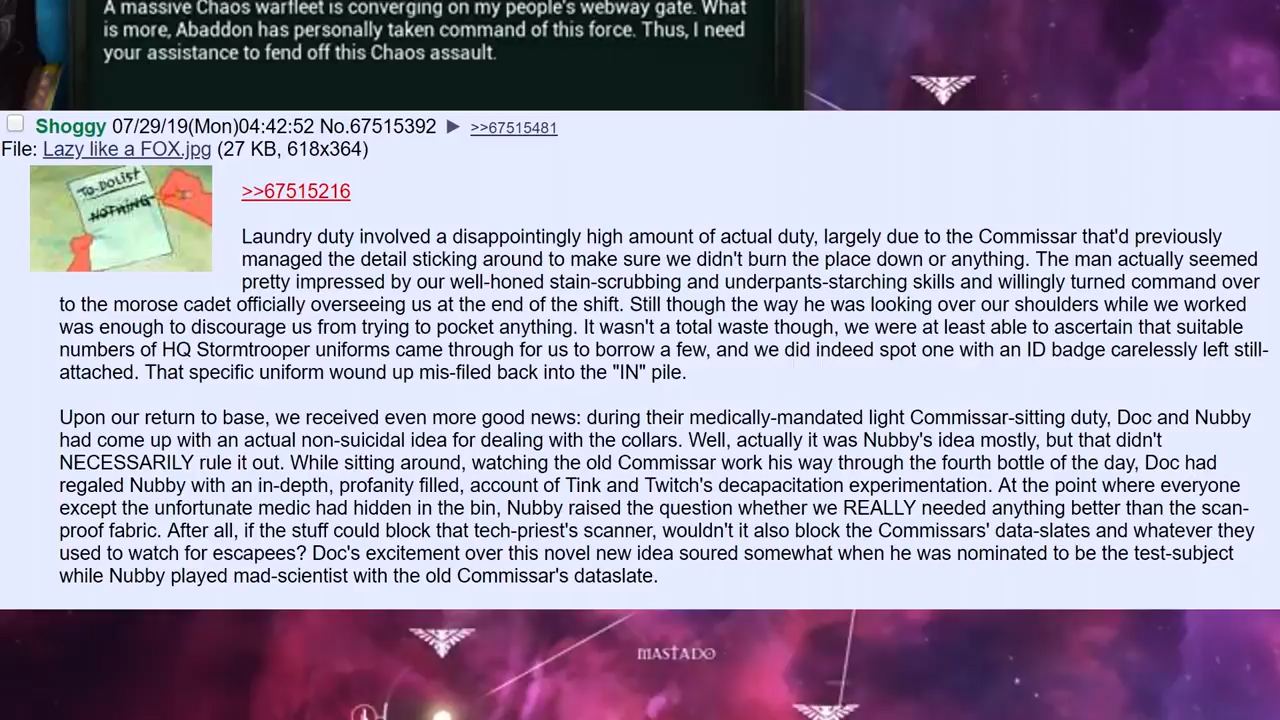 A massive Chaos warfleet is converging on my people's webway gate. What
is more, Abaddon has personally taken command of this force. Thus, I need
your assistance to fend off this Chaos assault.
Shoggy 07/29/19(Mon)04:42:52 No.67515392 ▶ >>67515481
File: Lazy like a FOX.jpg (27 KB, 618x364)
TO-DO LIST
NOTHING
>>67515216
Laundry duty involved a disappointingly high amount of actual duty, largely due to the Commissar that'd previously
managed the detail sticking around to make sure we didn't burn the place down or anything. The man actually seemed
pretty impressed by our well-honed stain-scrubbing and underpants-starching skills and willingly turned command over
to the morose cadet officially overseeing us at the end of the shift. Still though the way he was looking over our shoulders while we worked
was enough to discourage us from trying to pocket anything. It wasn't a total waste though, we were at least able to ascertain that suitable
numbers of HQ Stormtrooper uniforms came through for us to borrow a few, and we did indeed spot one with an ID badge carelessly left still-
attached. That specific uniform wound up mis-filed back into the "IN" pile.
Upon our return to base, we received even more good news: during their medically-mandated light Commissar-sitting duty, Doc and Nubby
had come up with an actual non-suicidal idea for dealing with the collars. Well, actually it was Nubby's idea mostly, but that didn't
NECESSARILY rule it out. While sitting around, watching the old Commissar work his way through the fourth bottle of the day, Doc had
regaled Nubby with an in-depth, profanity filled, account of Tink and Twitch's decapacitation experimentation. At the point where everyone
except the unfortunate medic had hidden in the bin, Nubby raised the question whether we REALLY needed anything better than the scan-
proof fabric. After all, if the stuff could block that tech-priest's scanner, wouldn't it also block the Commissars' data-slates and whatever they
used to watch for escapees? Doc's excitement over this novel new idea soured somewhat when he was nominated to be the test-subject
while Nubby played mad-scientist with the old Commissar's dataslate.
MASTADO